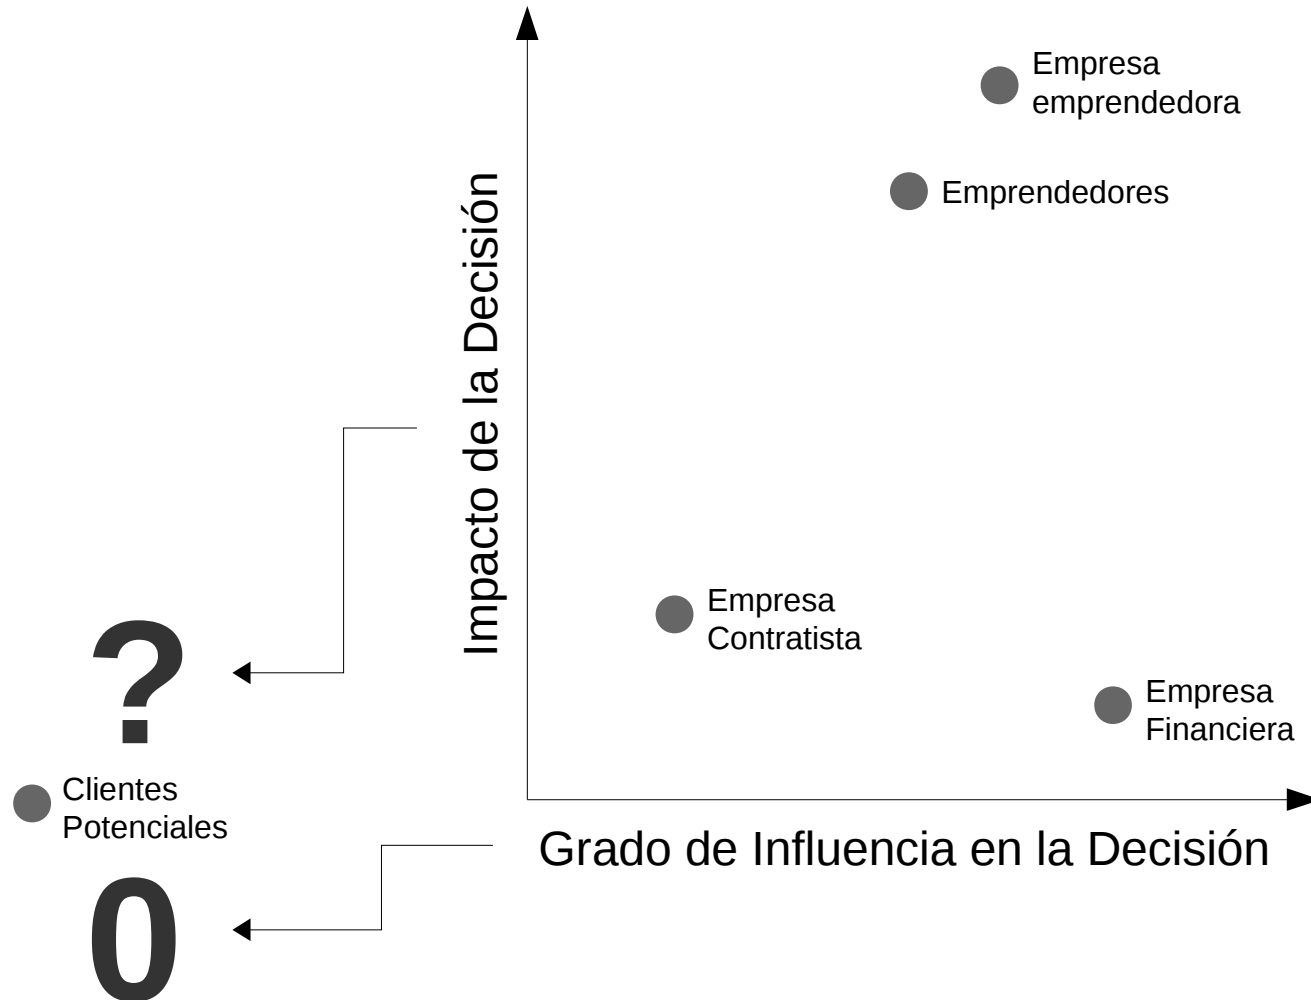 Empresa
emprendedora
Emprendedores
Impacto de la Decisión
Empresa
Contratista
?
Empresa
Financiera
Clientes
Potenciales
Grado de Influencia en la Decisión
0